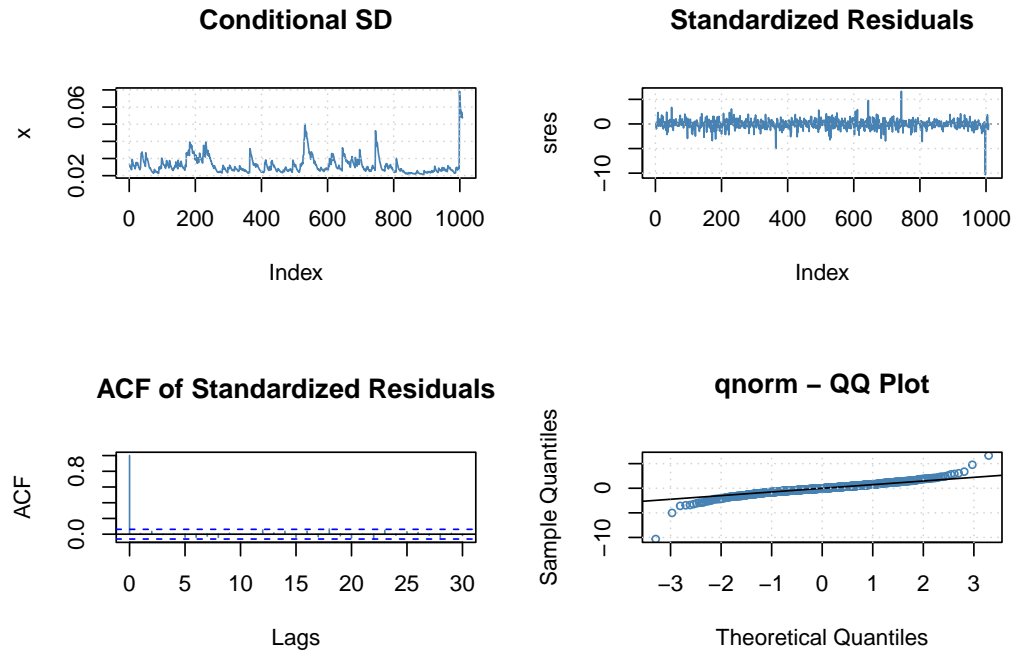 Conditional SD
x
0.02
0.06
0 200 400 600 800 1000
Index
Standardized Residuals
sres
−10
0
0 200 400 600 800 1000
Index
ACF of Standardized Residuals
ACF
0.0
0.8
0 5 10 15 20 25 30
Lags
qnorm − QQ Plot
Sample Quantiles
−10
0
−3 −2 −1 0 1 2 3
Theoretical Quantiles